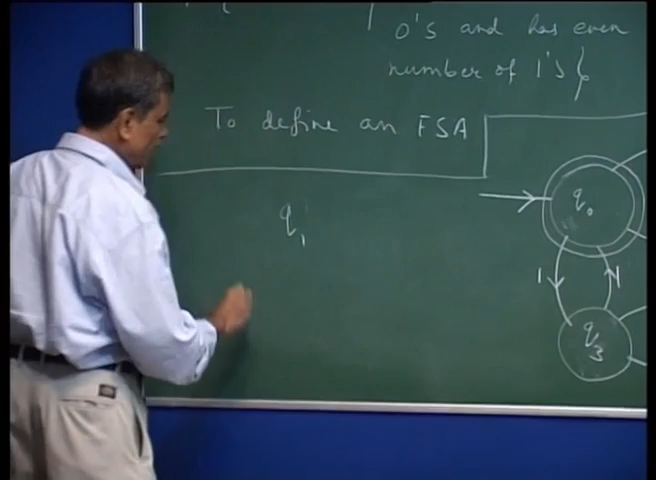 0's and has even
number of 1's}
To define an FSA
q1
q0
1 1
q3